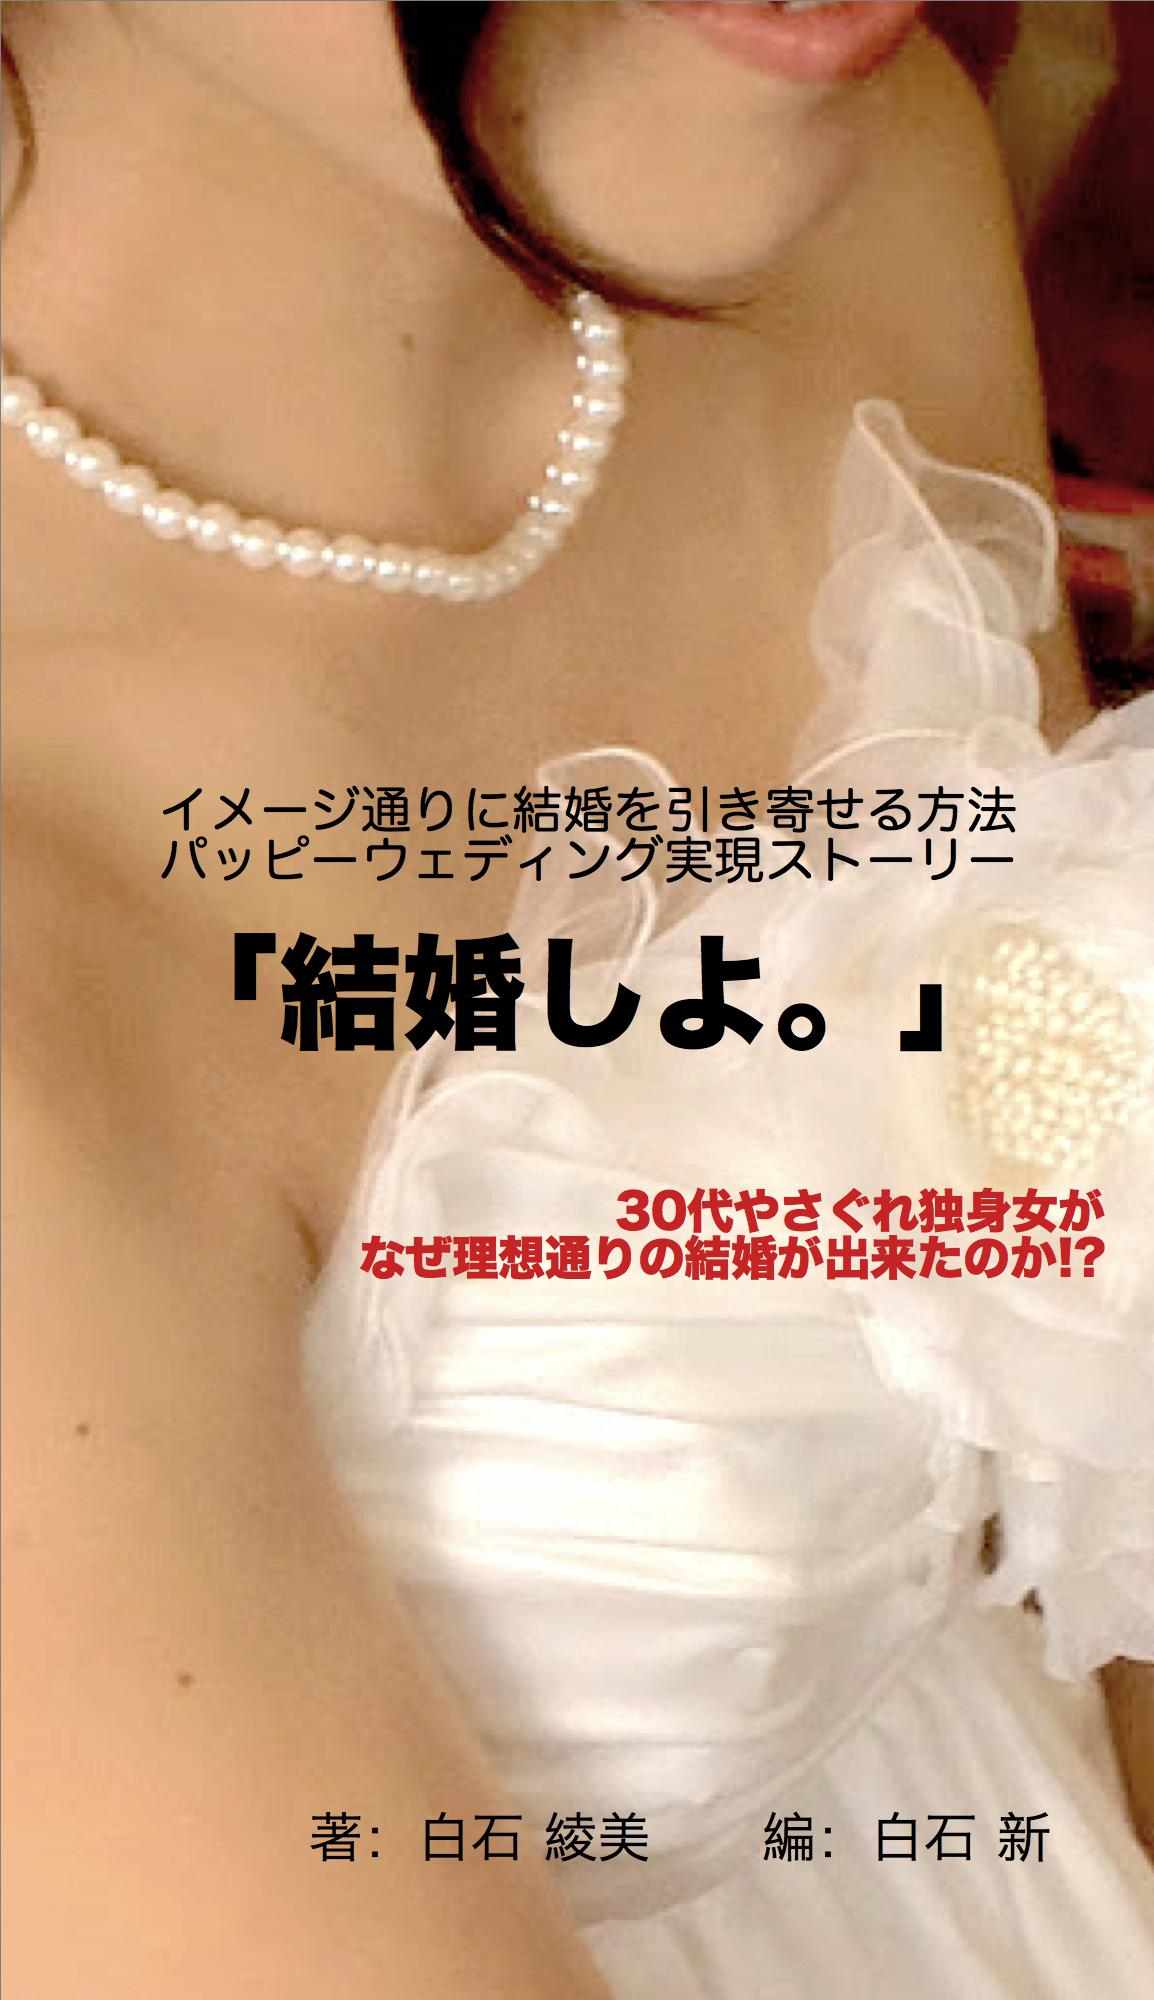 イメージ通りに結婚を引き寄せる方法
パッピーウェディング実現ストーリー
「結婚しよ。」
30代やさぐれ独身女が
なぜ理想通りの結婚が出来たのか!?
著：白石 綾美　　編：白石 新